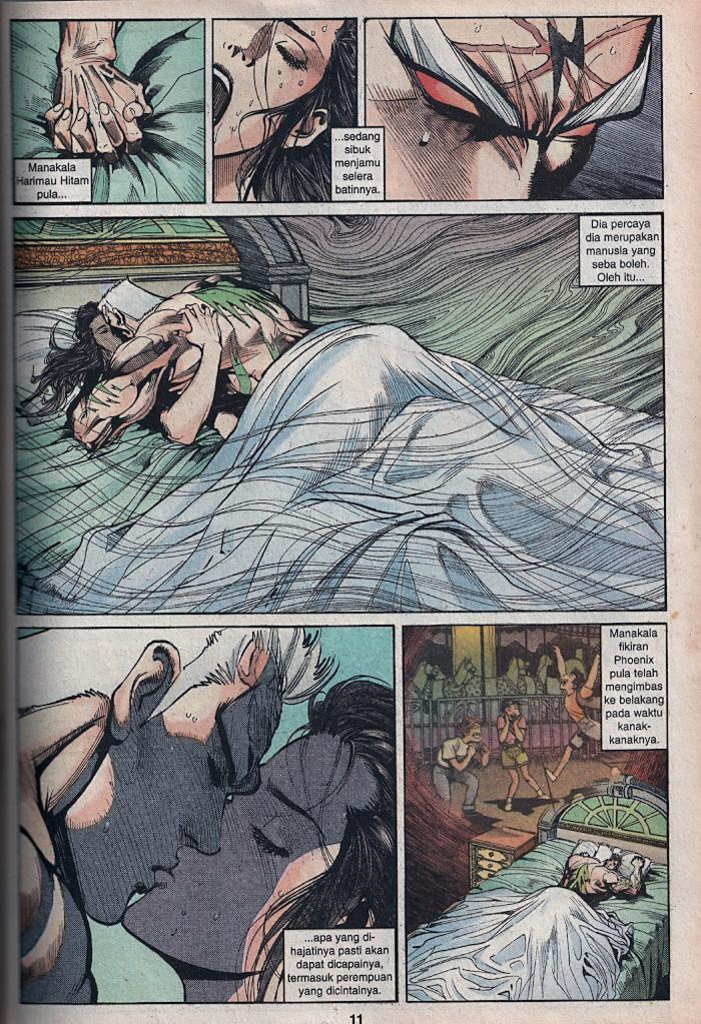 Manakala
Harimau Hitam
pula...
...sedang
sibuk
menjamu
selera
batinnya.
Dia percaya
dia merupakan
manusia yang
seba boleh.
Oleh itu...
...apa yang di-
hajatinya pasti akan
dapat dicapainya,
termasuk perempuan
yang dicintainya.
Manakala
fikiran
Phoenix
pula telah
mengimbas
ke belakang
pada waktu
kanak-
kanaknya.
11